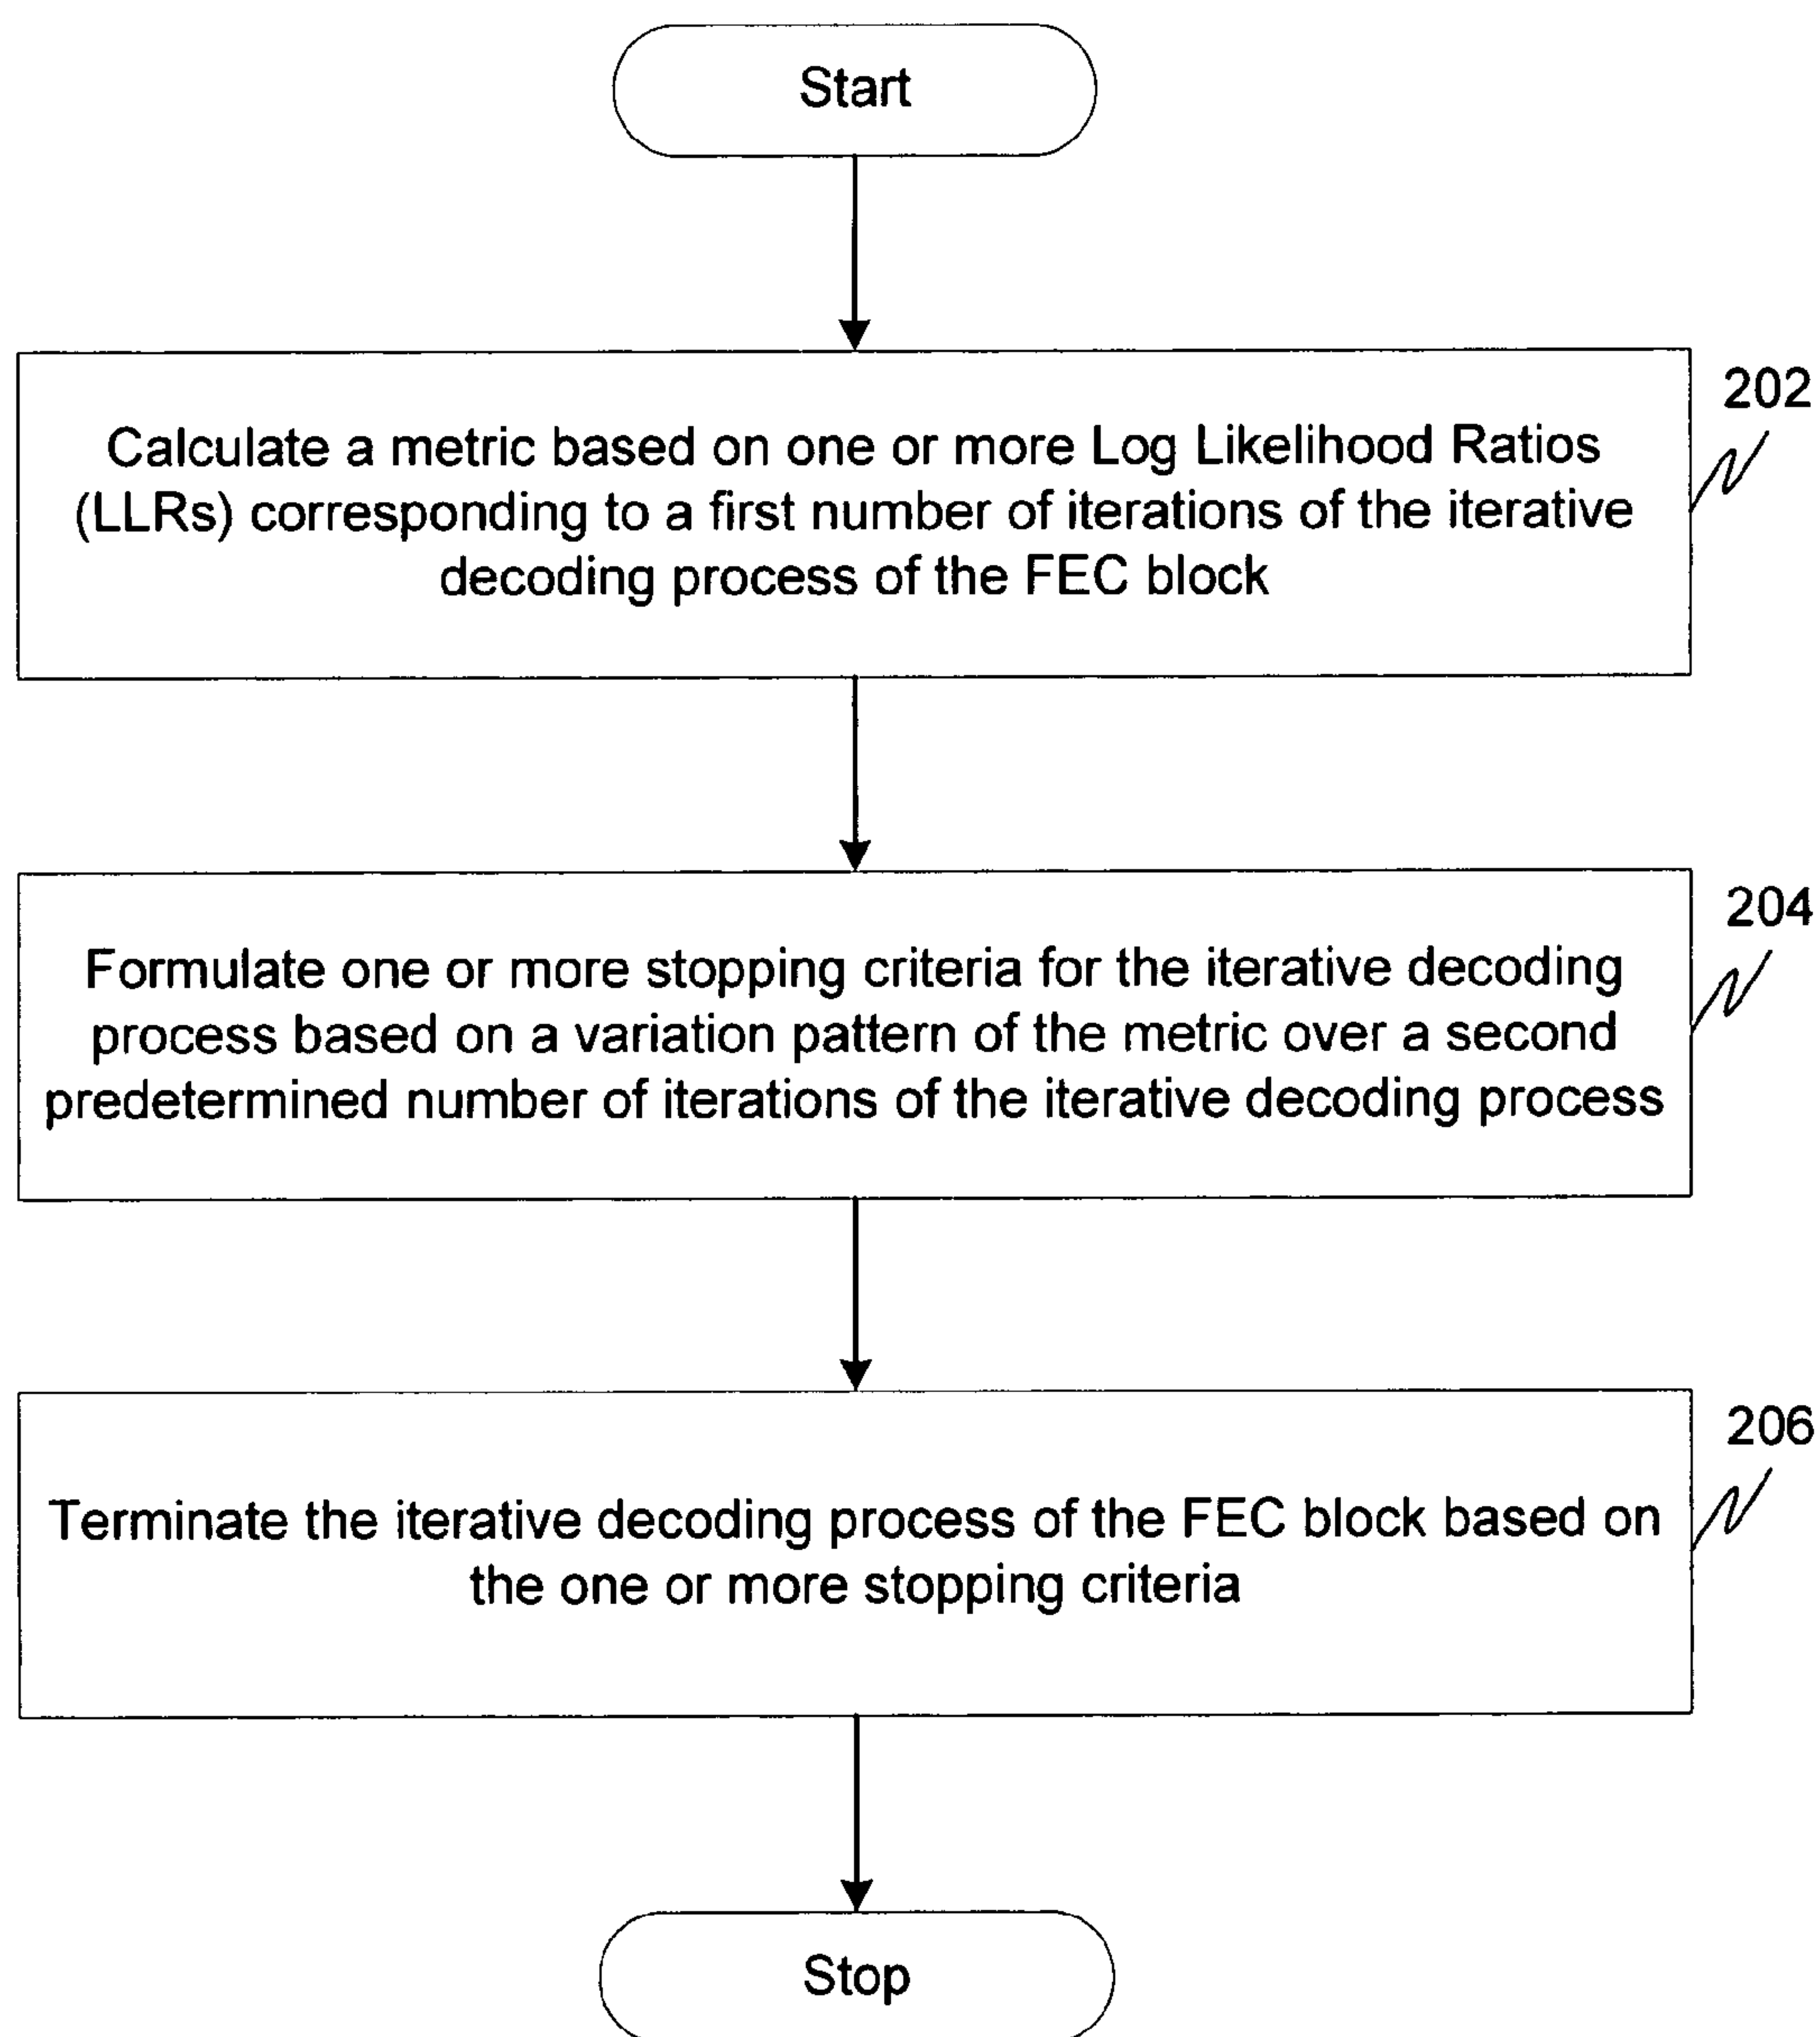 Start
202
Calculate a metric based on one or more Log Likelihood Ratios
(LLRs) corresponding to a first number of iterations of the iterative
decoding process of the FEC block
204
Formulate one or more stopping criteria for the iterative decoding
process based on a variation pattern of the metric over a second
predetermined number of iterations of the iterative decoding process
206
Terminate the iterative decoding process of the FEC block based on
the one or more stopping criteria
Stop